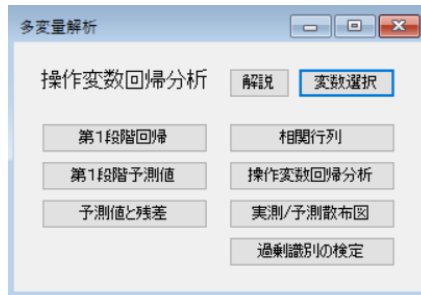 多変量解析
操作変数回帰分析 解説 変数選択
第1段階回帰 相関行列
第1段階予測値 操作変数回帰分析
予測値と残差 実測/予測散布図
過剰識別の検定